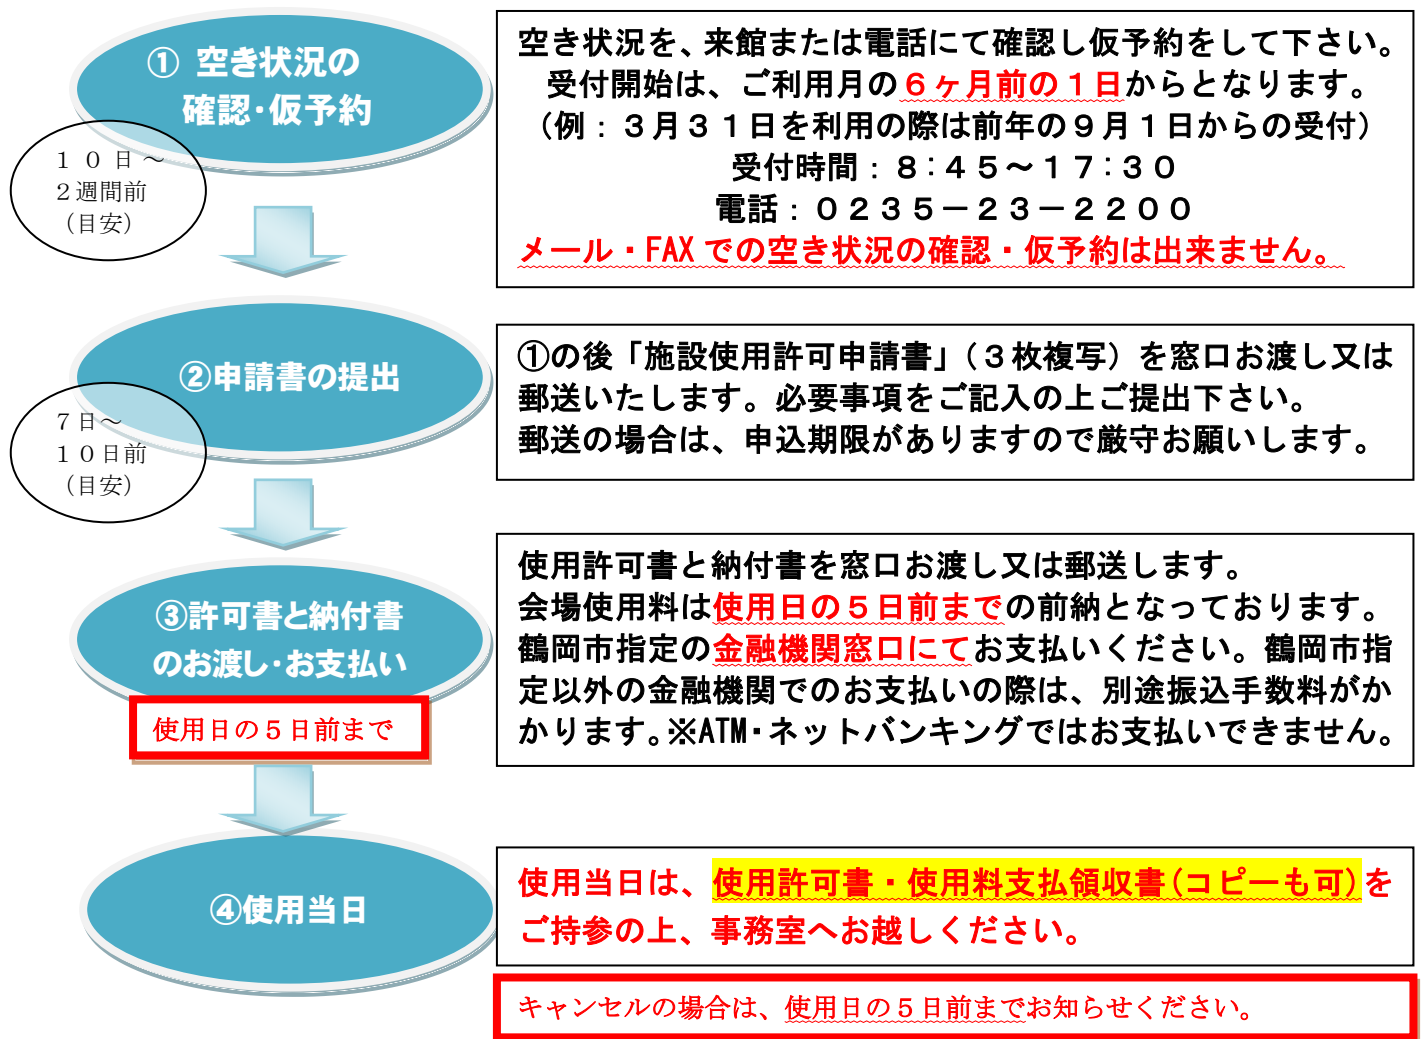 ① 空き状況の
確認・仮予約
空き状況を、来館または電話にて確認し仮予約をして下さい。
受付開始は、ご利用月の６ヶ月前の１日からとなります。
（例：３月３１日を利用の際は前年の９月１日からの受付）
受付時間：８：４５～１７：３０
電話：０２３５－２３－２２００
メール・FAXでの空き状況の確認・仮予約は出来ません。
１０日～
２週間前
（目安）
②申請書の提出
①の後「施設使用許可申請書」（３枚複写）を窓口お渡し又は
郵送いたします。必要事項をご記入の上ご提出下さい。
郵送の場合は、申込期限がありますので厳守お願いします。
７日～
１０日前
（目安）
③許可書と納付書
のお渡し・お支払い
使用日の５日前まで
使用許可書と納付書を窓口お渡し又は郵送します。
会場使用料は使用日の５日前までの前納となっております。
鶴岡市指定の金融機関窓口にてお支払いください。鶴岡市指
定以外の金融機関でのお支払いの際は、別途振込手数料がか
かります。※ATM・ネットバンキングではお支払いできません。
④使用当日
使用当日は、使用許可書・使用料支払領収書(コピーも可)を
ご持参の上、事務室へお越しください。
キャンセルの場合は、使用日の５日前までお知らせください。